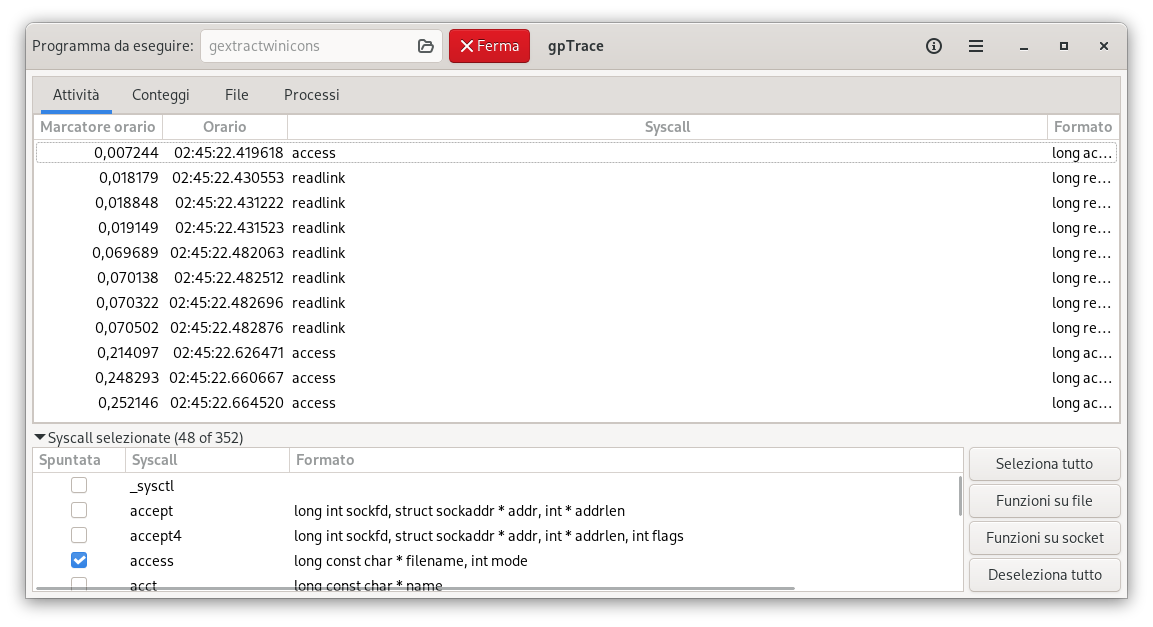 Programma da eseguire: gextractwinicons Ferma gpTrace
Attività Conteggi File Processi
Marcatore orario Orario Syscall Formato
0,007244 02:45:22.419618 access long ac...
0,018179 02:45:22.430553 readlink long re...
0,018848 02:45:22.431222 readlink long re...
0,019149 02:45:22.431523 readlink long re...
0,069689 02:45:22.482063 readlink long re...
0,070138 02:45:22.482512 readlink long re...
0,070322 02:45:22.482696 readlink long re...
0,070502 02:45:22.482876 readlink long re...
0,214097 02:45:22.626471 access long ac...
0,248293 02:45:22.660667 access long ac...
0,252146 02:45:22.664520 access long ac...
Syscall selezionate (48 of 352)
Spuntata Syscall Formato
_sysctl
accept long int sockfd, struct sockaddr * addr, int * addrlen
accept4 long int sockfd, struct sockaddr * addr, int * addrlen, int flags
access long const char * filename, int mode
acct long const char * name
Seleziona tutto
Funzioni su file
Funzioni su socket
Deseleziona tutto